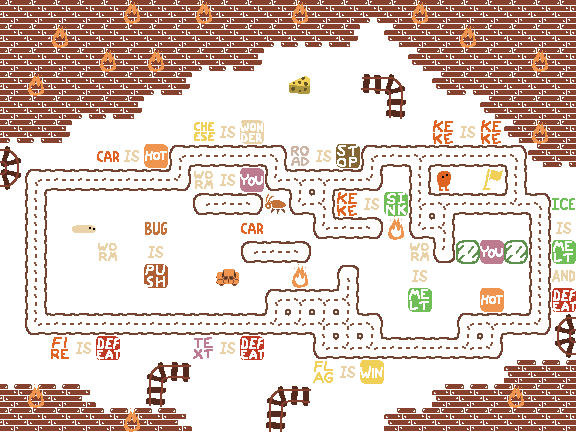 CHEESE IS WONDER
KEKE IS KEKE
CAR IS HOT
ROAD IS STOP
WORM IS YOU
KEKE IS SINK
ICE
IS
MELT
AND
DEFEAT
BUG
IS
PUSH
WORM
CAR
WORM
IS
MELT
YOU
HOT
FIRE IS DEFEAT
TEXT IS DEFEAT
FLAG IS WIN